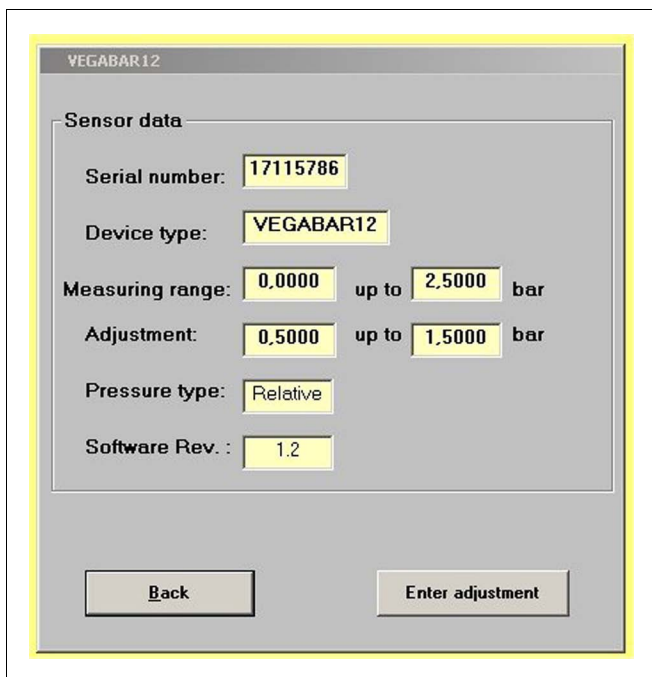 VEGABAR12
Sensor data
Serial number: 17115786
Device type: VEGABAR12
Measuring range: 0,0000 up to 2,5000 bar
Adjustment: 0,5000 up to 1,5000 bar
Pressure type: Relative
Software Rev. : 1.2
Back Enter adjustment